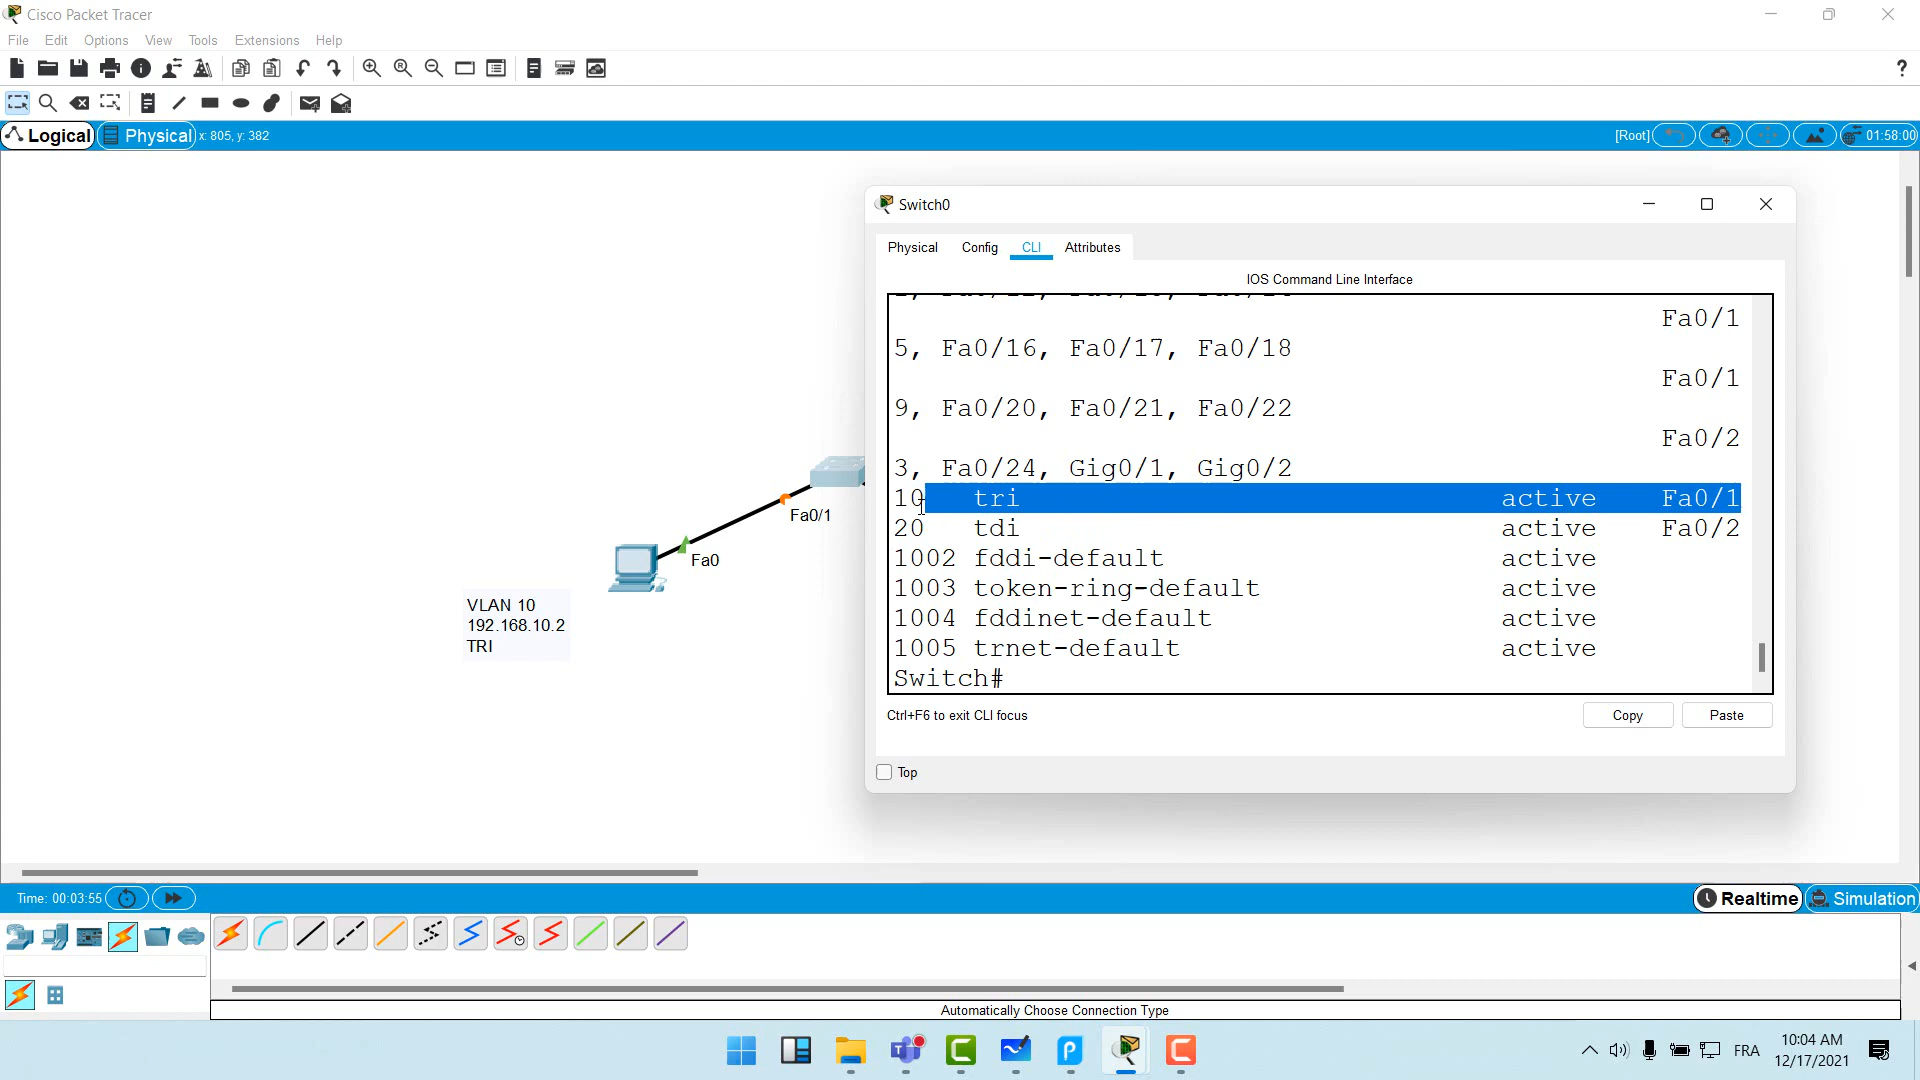 Cisco Packet Tracer
File Edit Options View Tools Extensions Help
?
Logical Physical x: 805, y: 382 [Root] 01:58:00
Switch0
Physical Config CLI Attributes
IOS Command Line Interface
Fa0/1
5, Fa0/16, Fa0/17, Fa0/18
Fa0/1
9, Fa0/20, Fa0/21, Fa0/22
Fa0/2
3, Fa0/24, Gig0/1, Gig0/2
10 tri active Fa0/1
20 tdi active Fa0/2
1002 fddi-default active
1003 token-ring-default active
1004 fddinet-default active
1005 trnet-default active
Switch#
Ctrl+F6 to exit CLI focus
Copy Paste
Top
Fa0/1
Fa0
VLAN 10
192.168.10.2
TRI
Time: 00:03:55 Realtime Simulation
Automatically Choose Connection Type
FRA
10:04 AM
12/17/2021